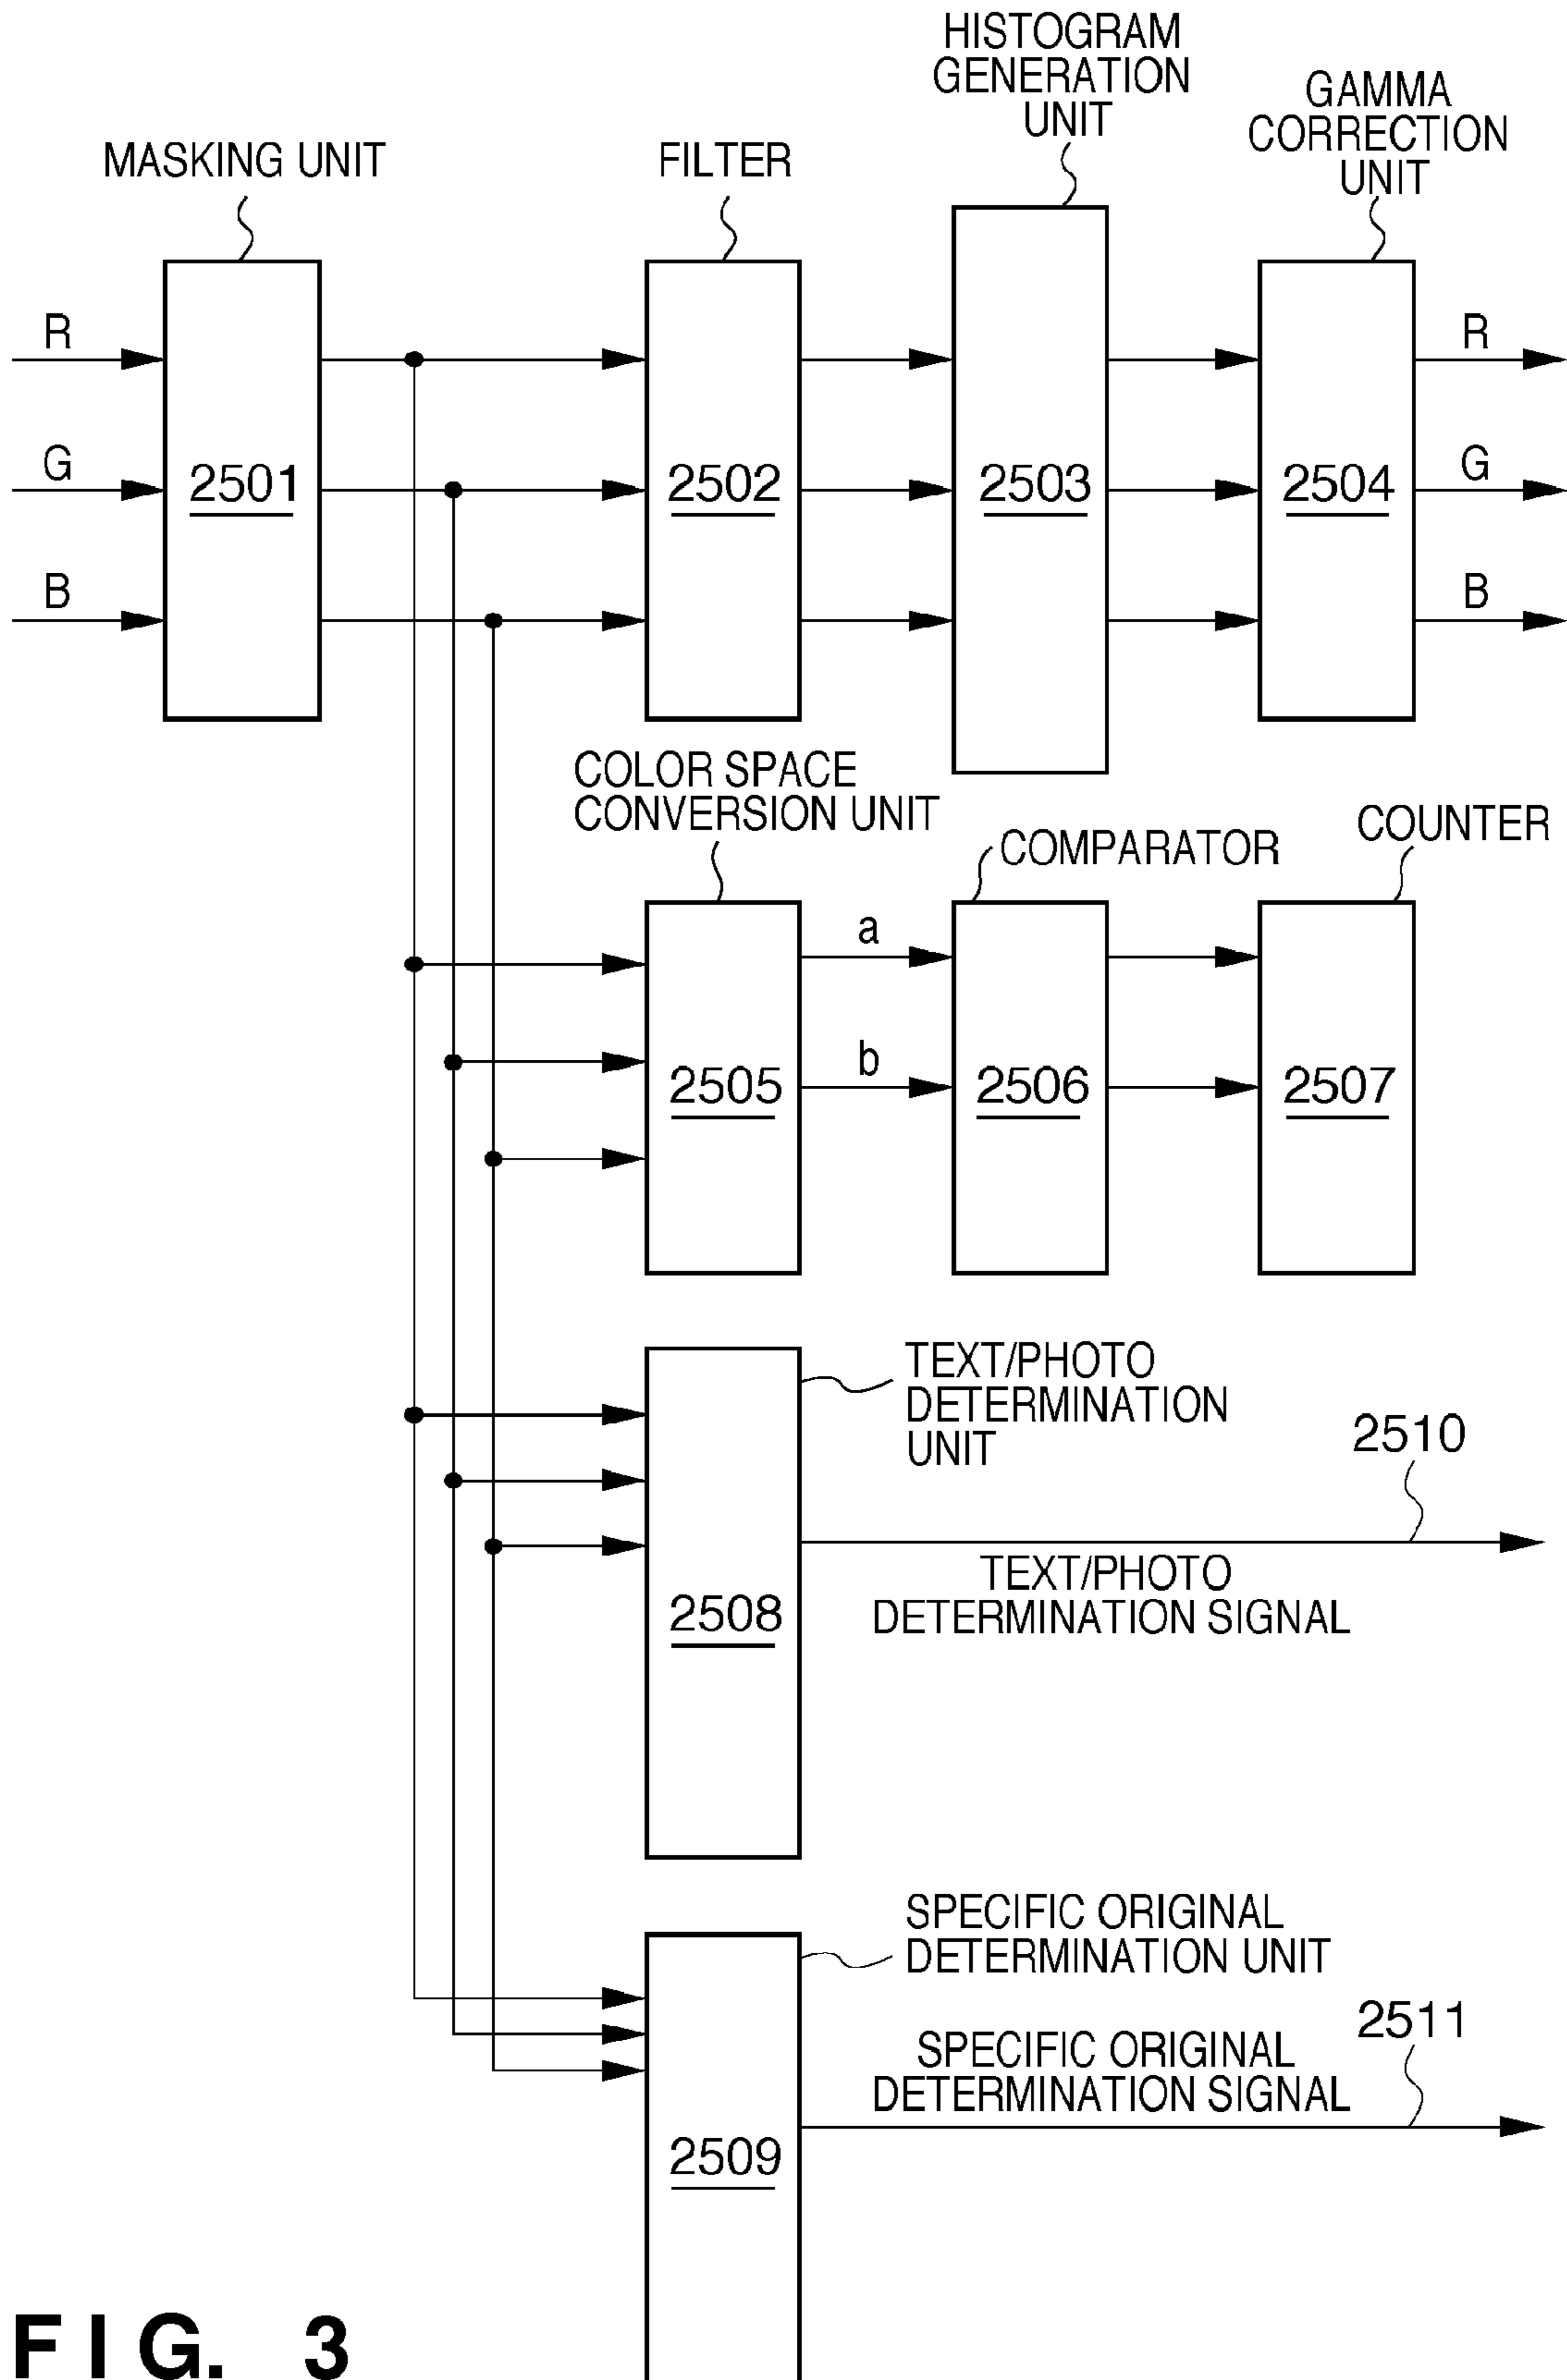 HISTOGRAM
GENERATION
UNIT
GAMMA
CORRECTION
UNIT
MASKING UNIT
FILTER
R
R
G
G
2501
2502
2503
2504
B
B
COLOR SPACE
CONVERSION UNIT
COMPARATOR
COUNTER
a
b
2505
2506
2507
TEXT/PHOTO
DETERMINATION
UNIT
2510
TEXT/PHOTO
DETERMINATION SIGNAL
2508
SPECIFIC ORIGINAL
DETERMINATION UNIT
2511
SPECIFIC ORIGINAL
DETERMINATION SIGNAL
2509
FIG. 3